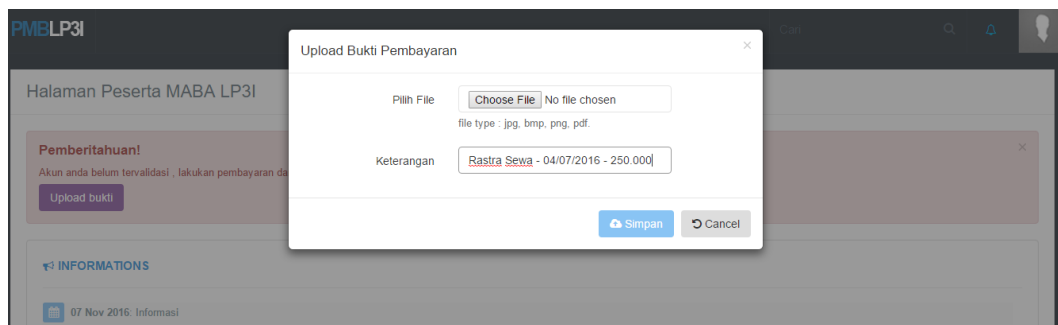 PMBLP3I
Cari
Upload Bukti Pembayaran
×
Halaman Peserta MABA LP3I
Pilih File
Choose File No file chosen
file type : jpg, bmp, png, pdf.
Keterangan
Rastra Sewa - 04/07/2016 - 250.000
Pemberitahuan!
×
Akun anda belum tervalidasi , lakukan pembayaran da
Upload bukti
Simpan
Cancel
INFORMATIONS
07 Nov 2016: Informasi